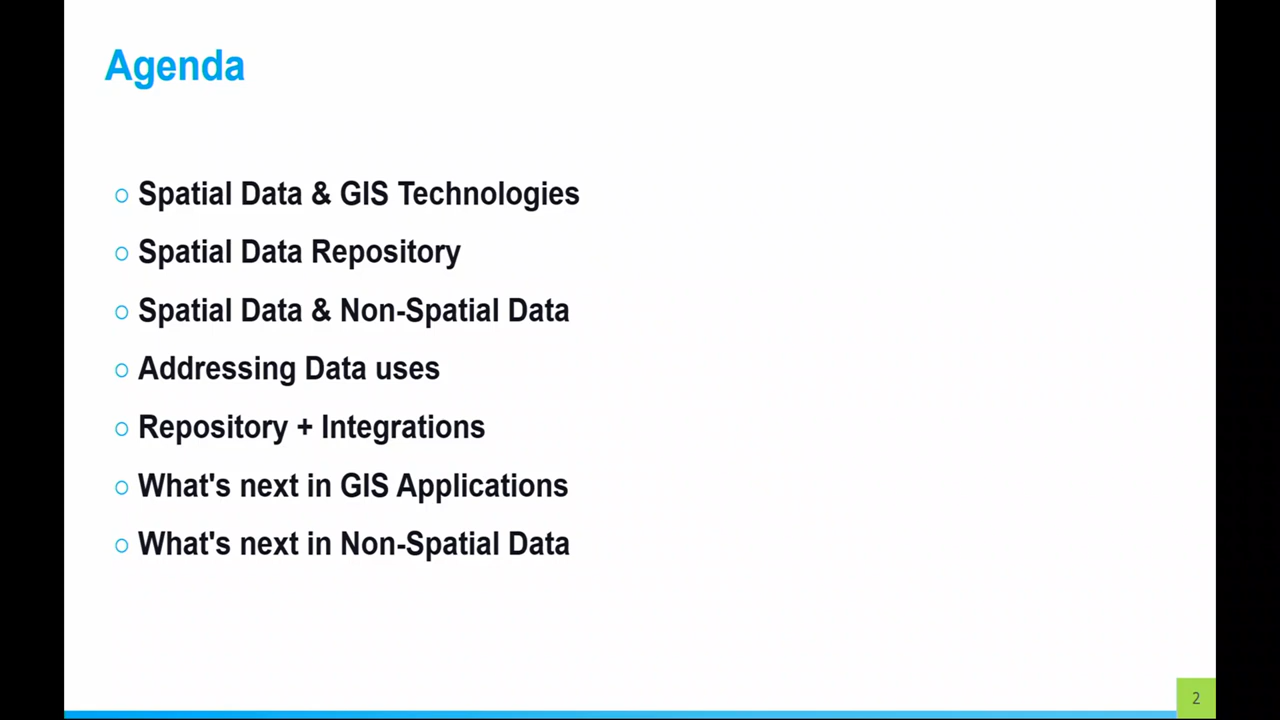 Agenda
Spatial Data & GIS Technologies
Spatial Data Repository
Spatial Data & Non-Spatial Data
Addressing Data uses
Repository + Integrations
What's next in GIS Applications
What's next in Non-Spatial Data
2